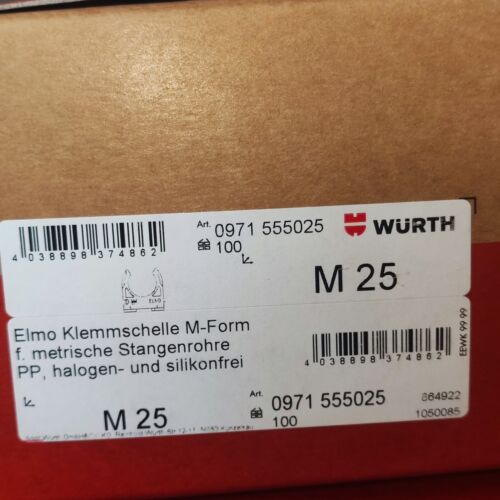 Art. 0971 555025
WÜRTH
100
4 038898 374862
ELMO
M 25
Elmo Klemmschelle M-Form
f. metrische Stangenrohre
PP, halogen- und silikonfrei
4 038898 374862
EEWK 99 99
M 25
Art. 0971 555025
100
864922
1050085